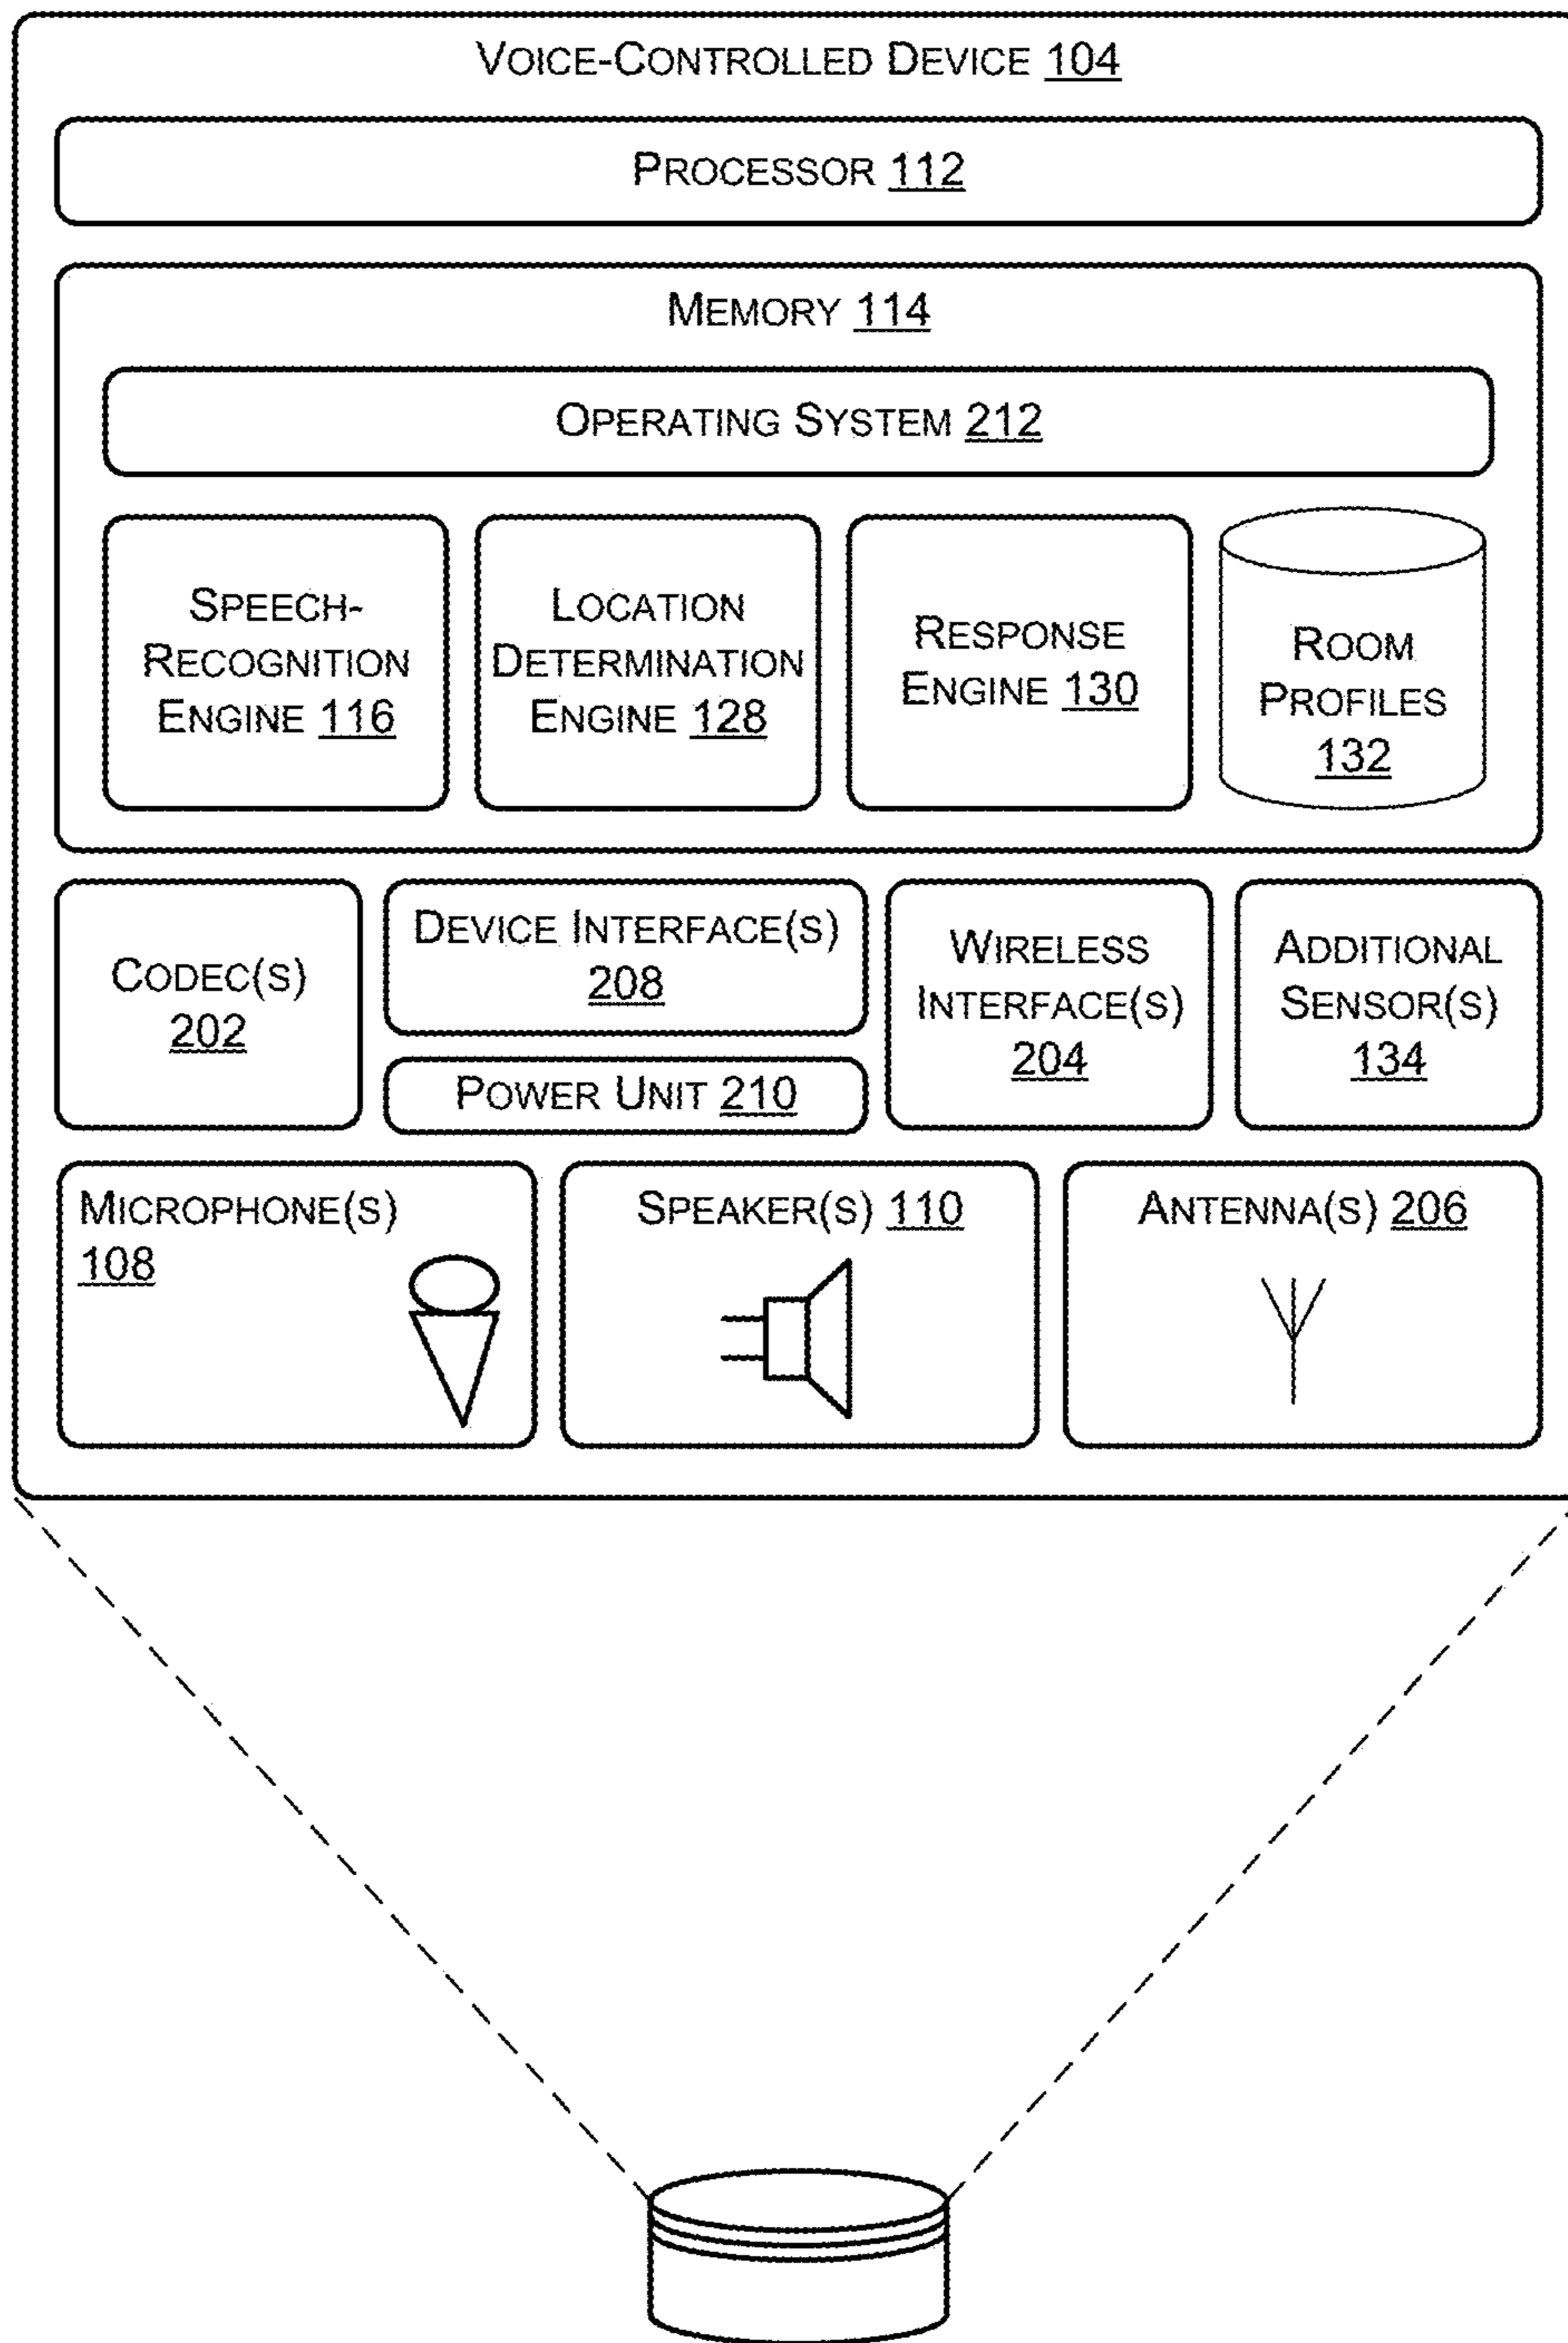 VOICE-CONTROLLED DEVICE 104
PROCESSOR 112
MEMORY 114
OPERATING SYSTEM 212
SPEECH-
RECOGNITION
ENGINE 116
LOCATION
DETERMINATION
ENGINE 128
RESPONSE
ENGINE 130
ROOM
PROFILES
132
CODEC(S)
202
DEVICE INTERFACE(S)
208
POWER UNIT 210
WIRELESS
INTERFACE(S)
204
ADDITIONAL
SENSOR(S)
134
MICROPHONE(S)
108
SPEAKER(S) 110
ANTENNA(S) 206